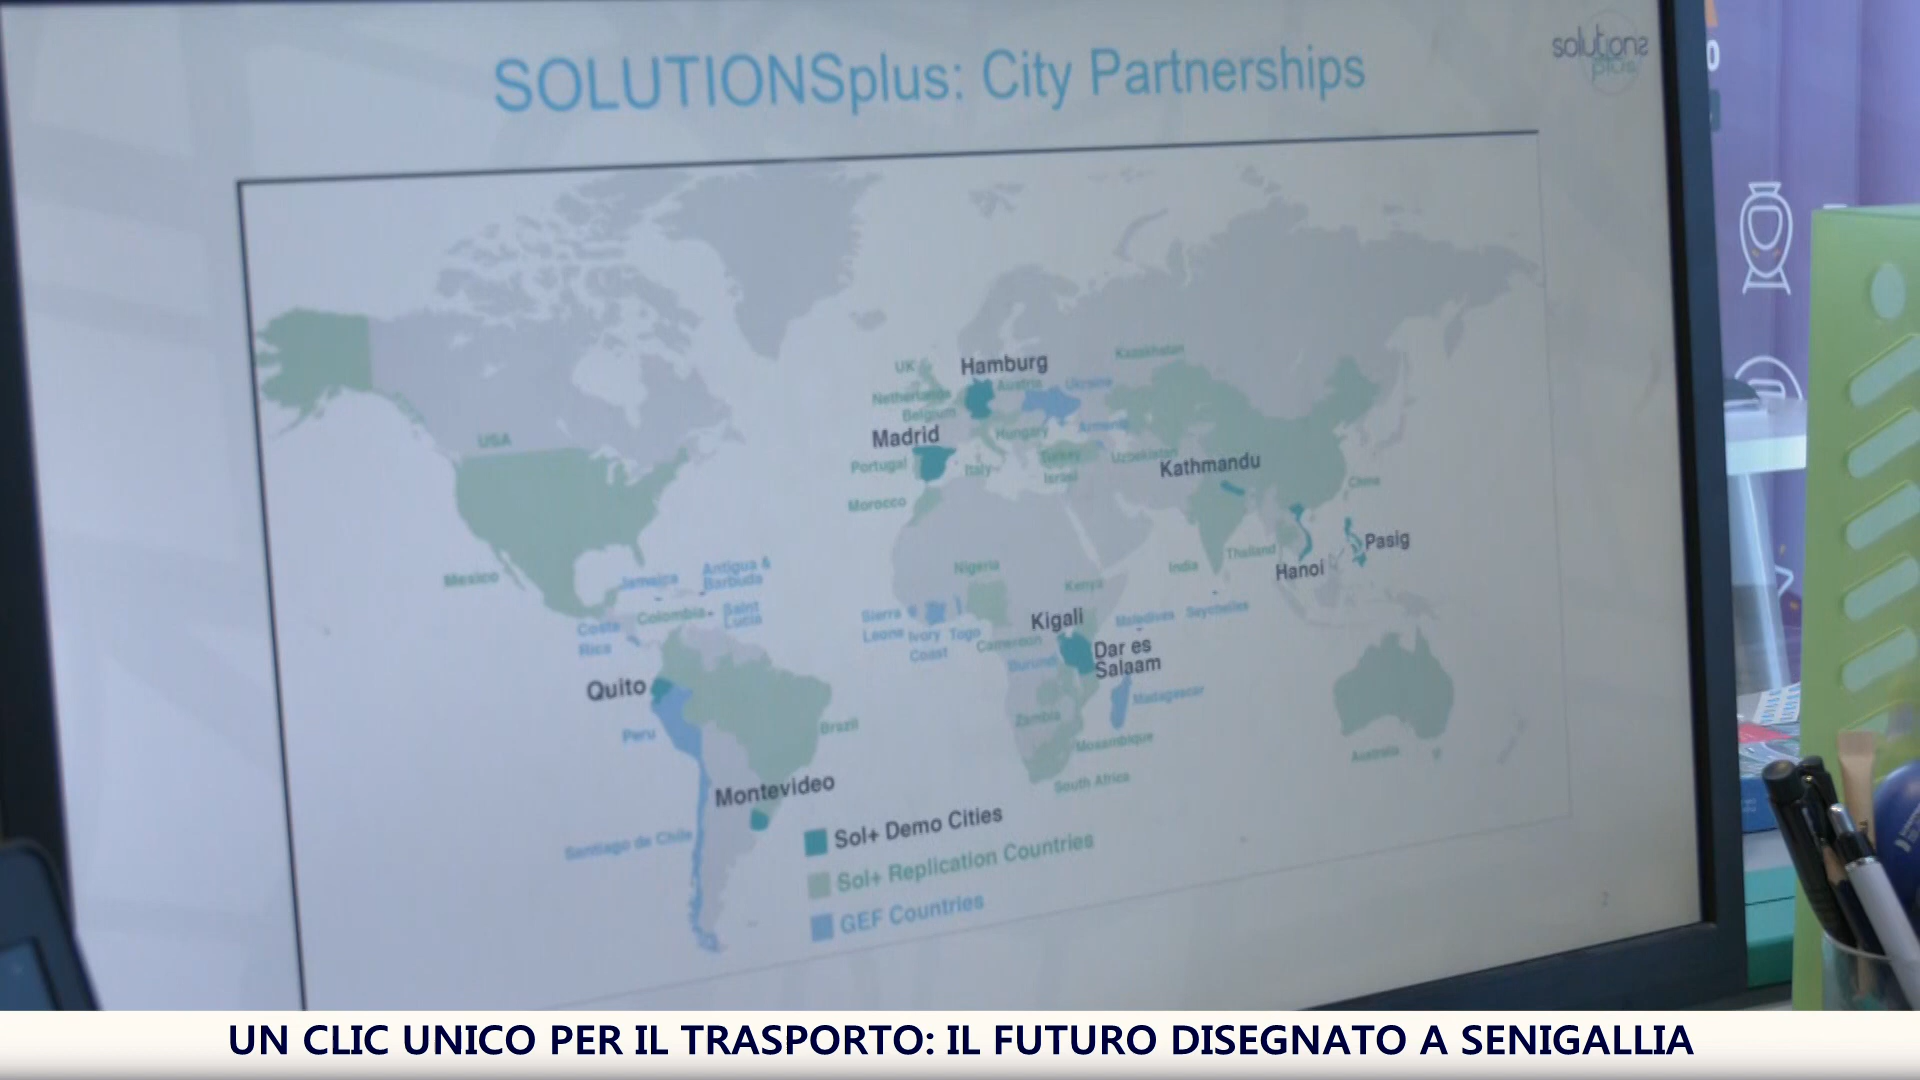 SOLUTIONSplus: City Partnerships
solutions
plus
UK
Hamburg
Kazakhstan
Netherlands
Austria
Ukraine
Belgium
Madrid
Hungary
Armenia
USA
Portugal
Italy
Turkey
Uzbekistan
Kathmandu
Israel
Morocco
China
Pasig
Mexico
Jamaica
Antigua &
Barbuda
Nigeria
Kenya
India
Thailand
Hanoi
Costa
Rica
Colombia
Saint
Lucia
Sierra
Leone
Ivory
Coast
Togo
Cameroon
Kigali
Maledives
Seychelles
Burundi
Dar es
Salaam
Quito
Madagascar
Peru
Brazil
Zambia
Mosambique
Australia
South Africa
Montevideo
Santiago de Chile
Sol+ Demo Cities
Sol+ Replication Countries
GEF Countries
2
UN CLIC UNICO PER IL TRASPORTO: IL FUTURO DISEGNATO A SENIGALLIA